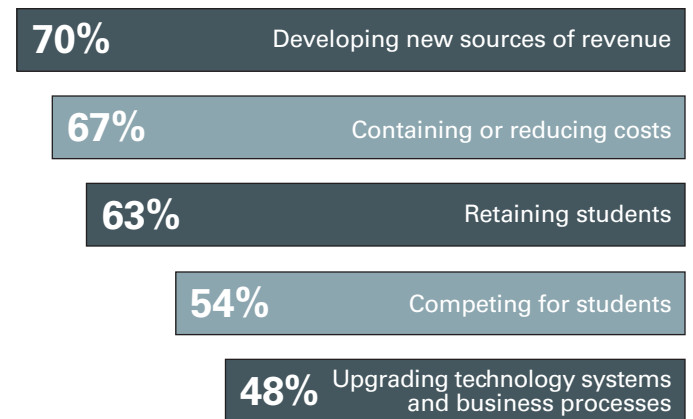 70% Developing new sources of revenue
67% Containing or reducing costs
63% Retaining students
54% Competing for students
48% Upgrading technology systems
and business processes